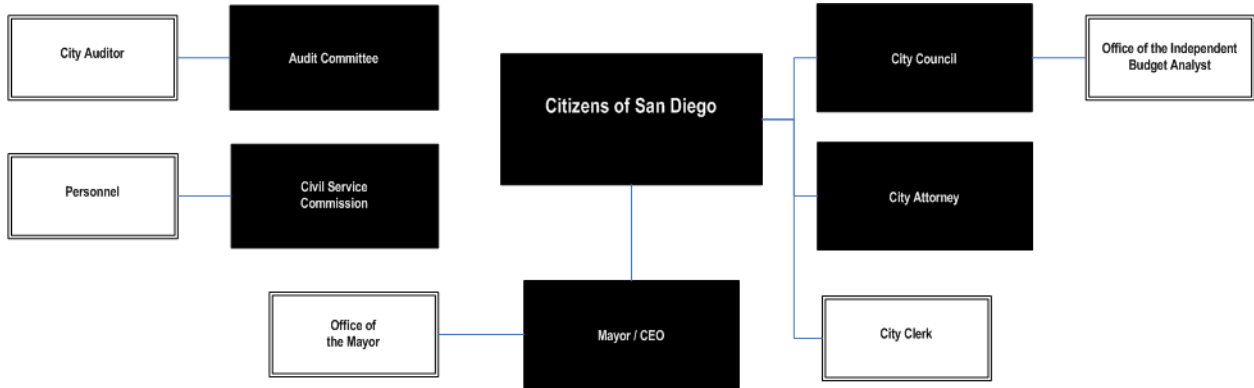 City Auditor
Audit Committee
Citizens of San Diego
City Council
Office of the Independent
Budget Analyst
Personnel
Civil Service
Commission
City Attorney
Office of
the Mayor
Mayor / CEO
City Clerk